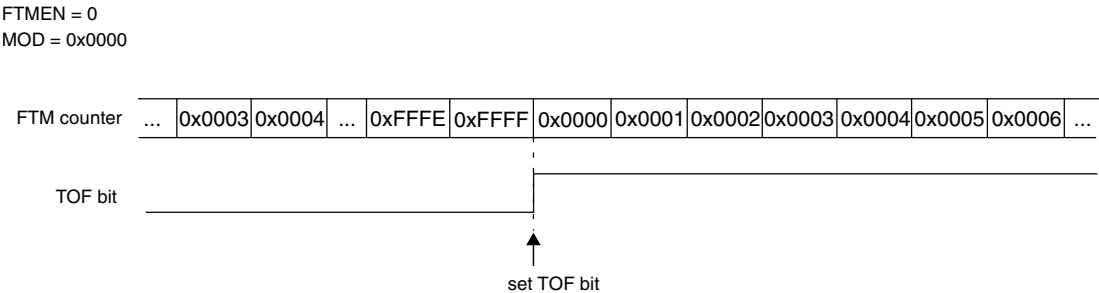 FTMEN = 0
MOD = 0x0000
FTM counter ... 0x0003 0x0004 ... 0xFFFE 0xFFFF 0x0000 0x0001 0x0002 0x0003 0x0004 0x0005 0x0006 ...
TOF bit
set TOF bit